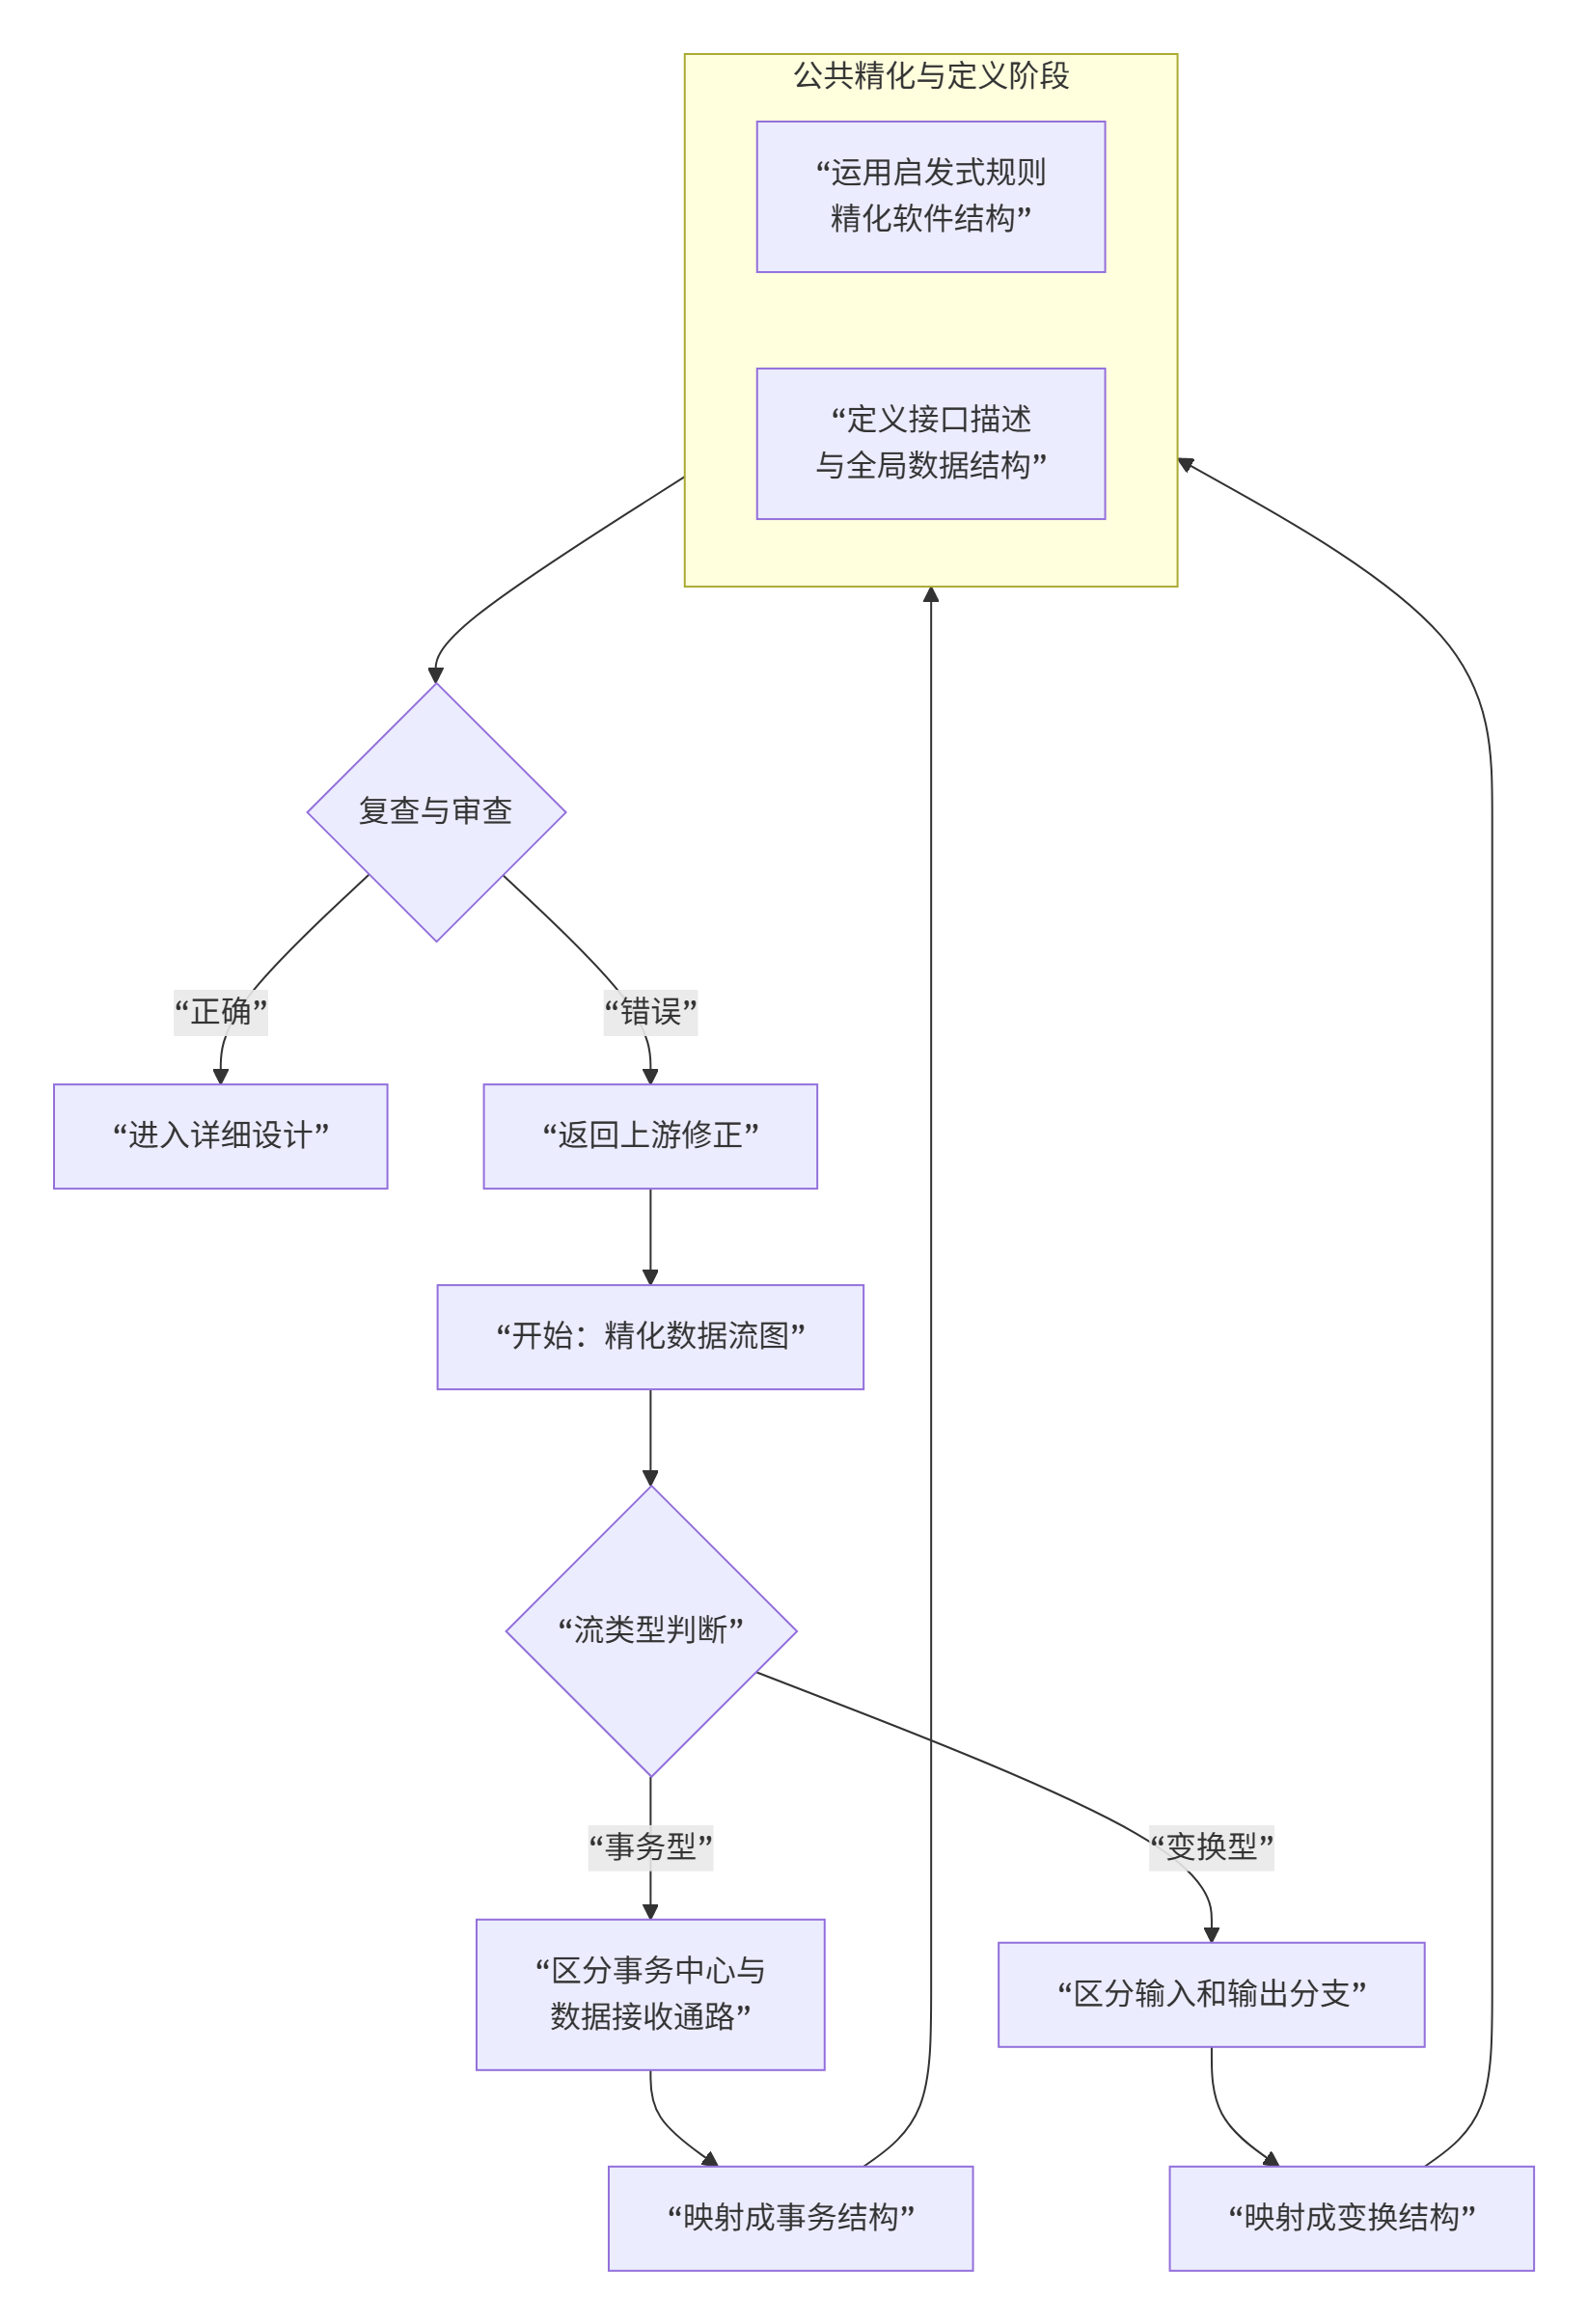 公共精化与定义阶段
“运用启发式规则
精化软件结构”
“定义接口描述
与全局数据结构”
复查与审查
“正确”
“错误”
“进入详细设计”
“返回上游修正”
“开始：精化数据流图”
“流类型判断”
“事务型”
“变换型”
“区分事务中心与
数据接收通路”
“区分输入和输出分支”
“映射成事务结构”
“映射成变换结构”